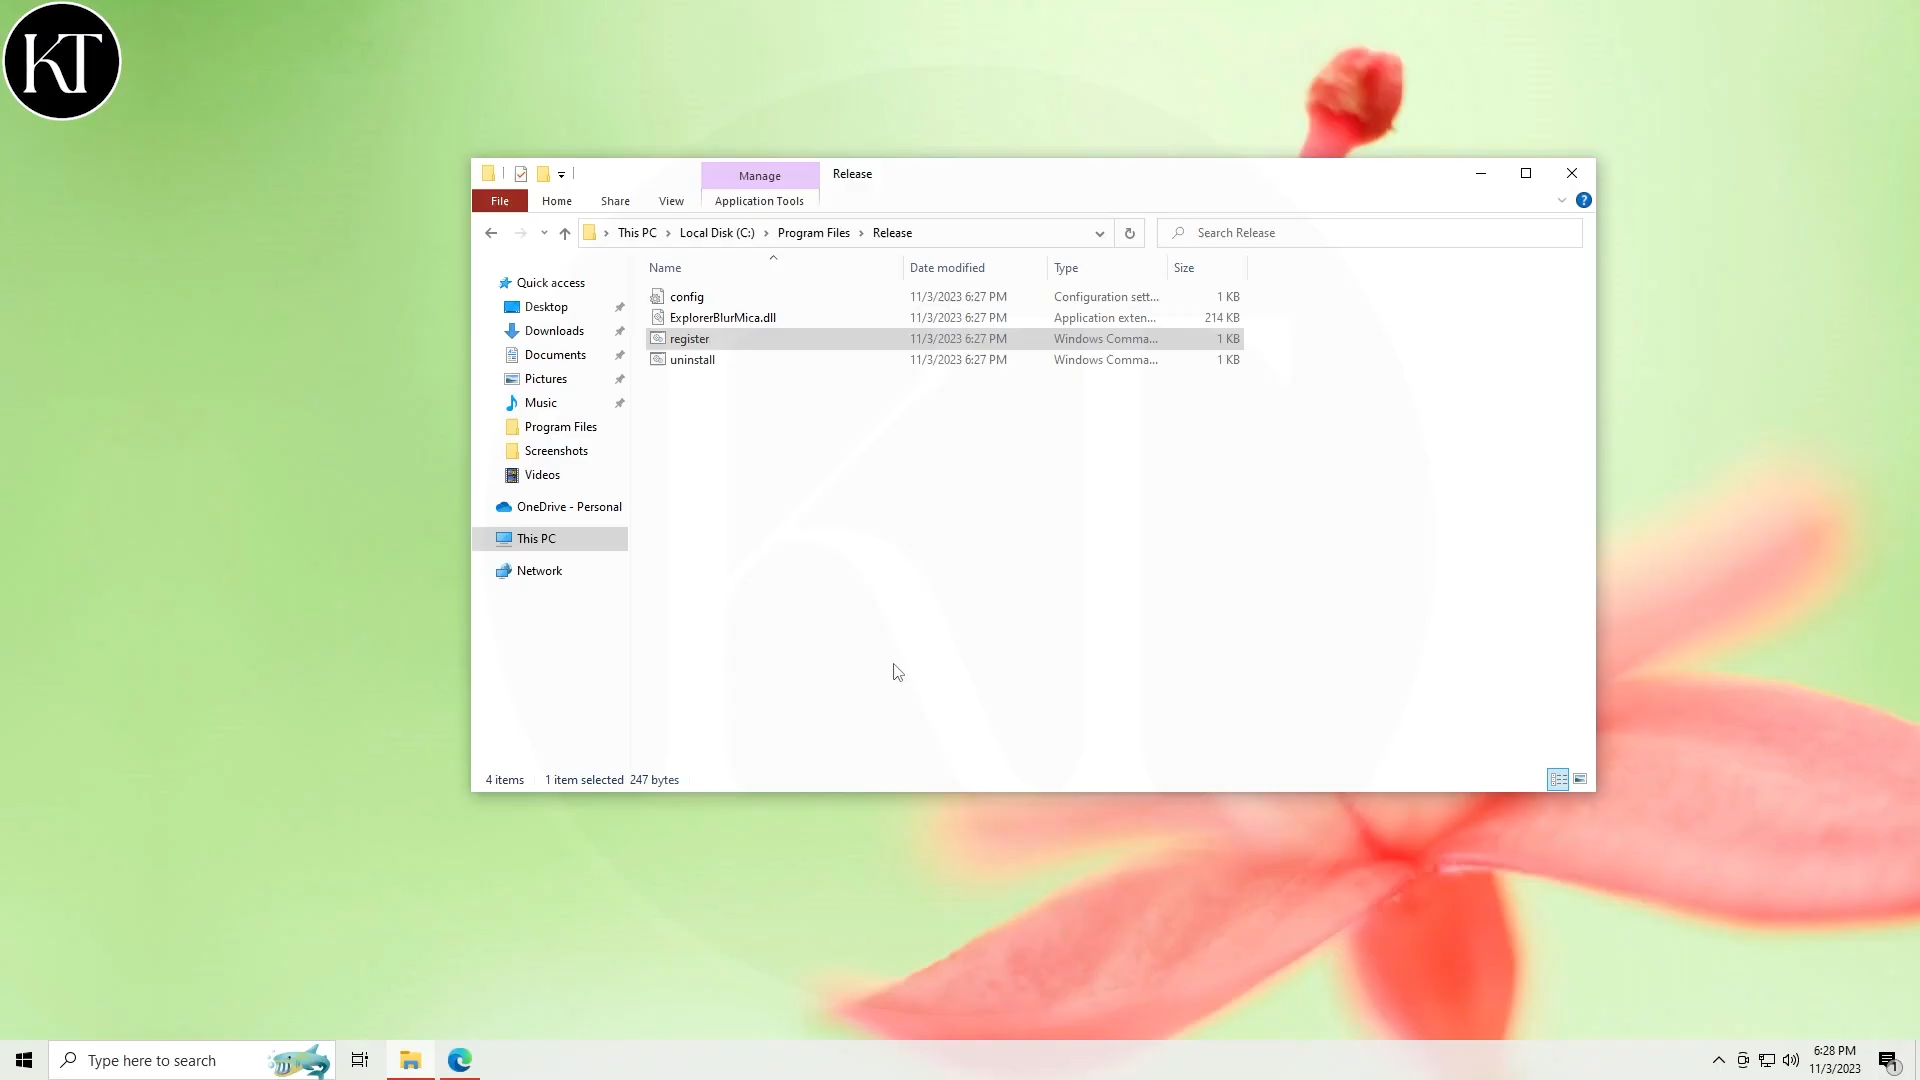 KT
Manage
Release
File
Home
Share
View
Application Tools
?
This PC
Local Disk (C:)
Program Files
Release
Search Release
Name
Date modified
Type
Size
config 11/3/2023 6:27 PM Configuration sett... 1 KB
ExplorerBlurMica.dll 11/3/2023 6:27 PM Application exten... 214 KB
register 11/3/2023 6:27 PM Windows Comma... 1 KB
uninstall 11/3/2023 6:27 PM Windows Comma... 1 KB
Quick access
Desktop
Downloads
Documents
Pictures
Music
Program Files
Screenshots
Videos
OneDrive - Personal
This PC
Network
4 items 1 item selected 247 bytes
Type here to search
6:28 PM
11/3/2023
1